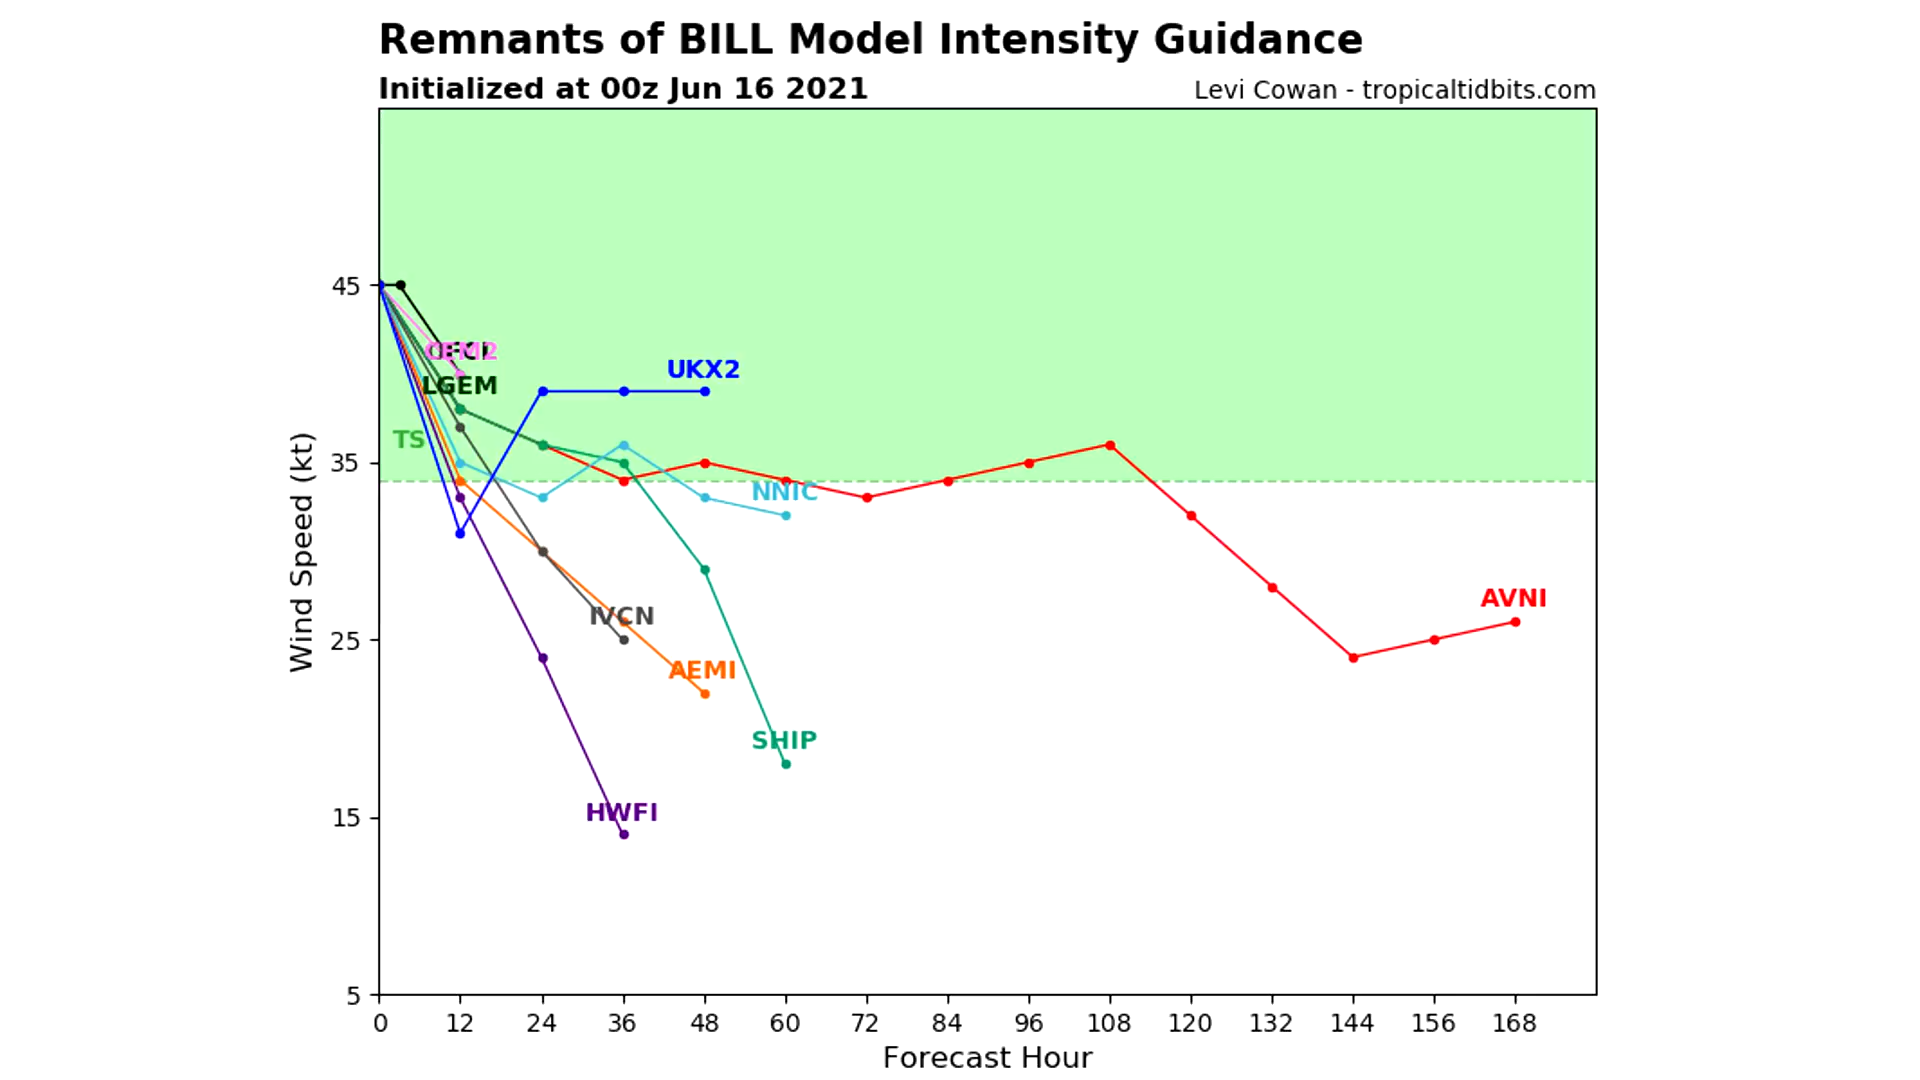 Remnants of BILL Model Intensity Guidance
Initialized at 00z Jun 16 2021
Levi Cowan - tropicaltidbits.com
45
35
25
15
5
Wind Speed (kt)
TS
LGEM
UKX2
NNIC
IVCN
AEMI
SHIP
HWFI
AVNI
0 12 24 36 48 60 72 84 96 108 120 132 144 156 168
Forecast Hour